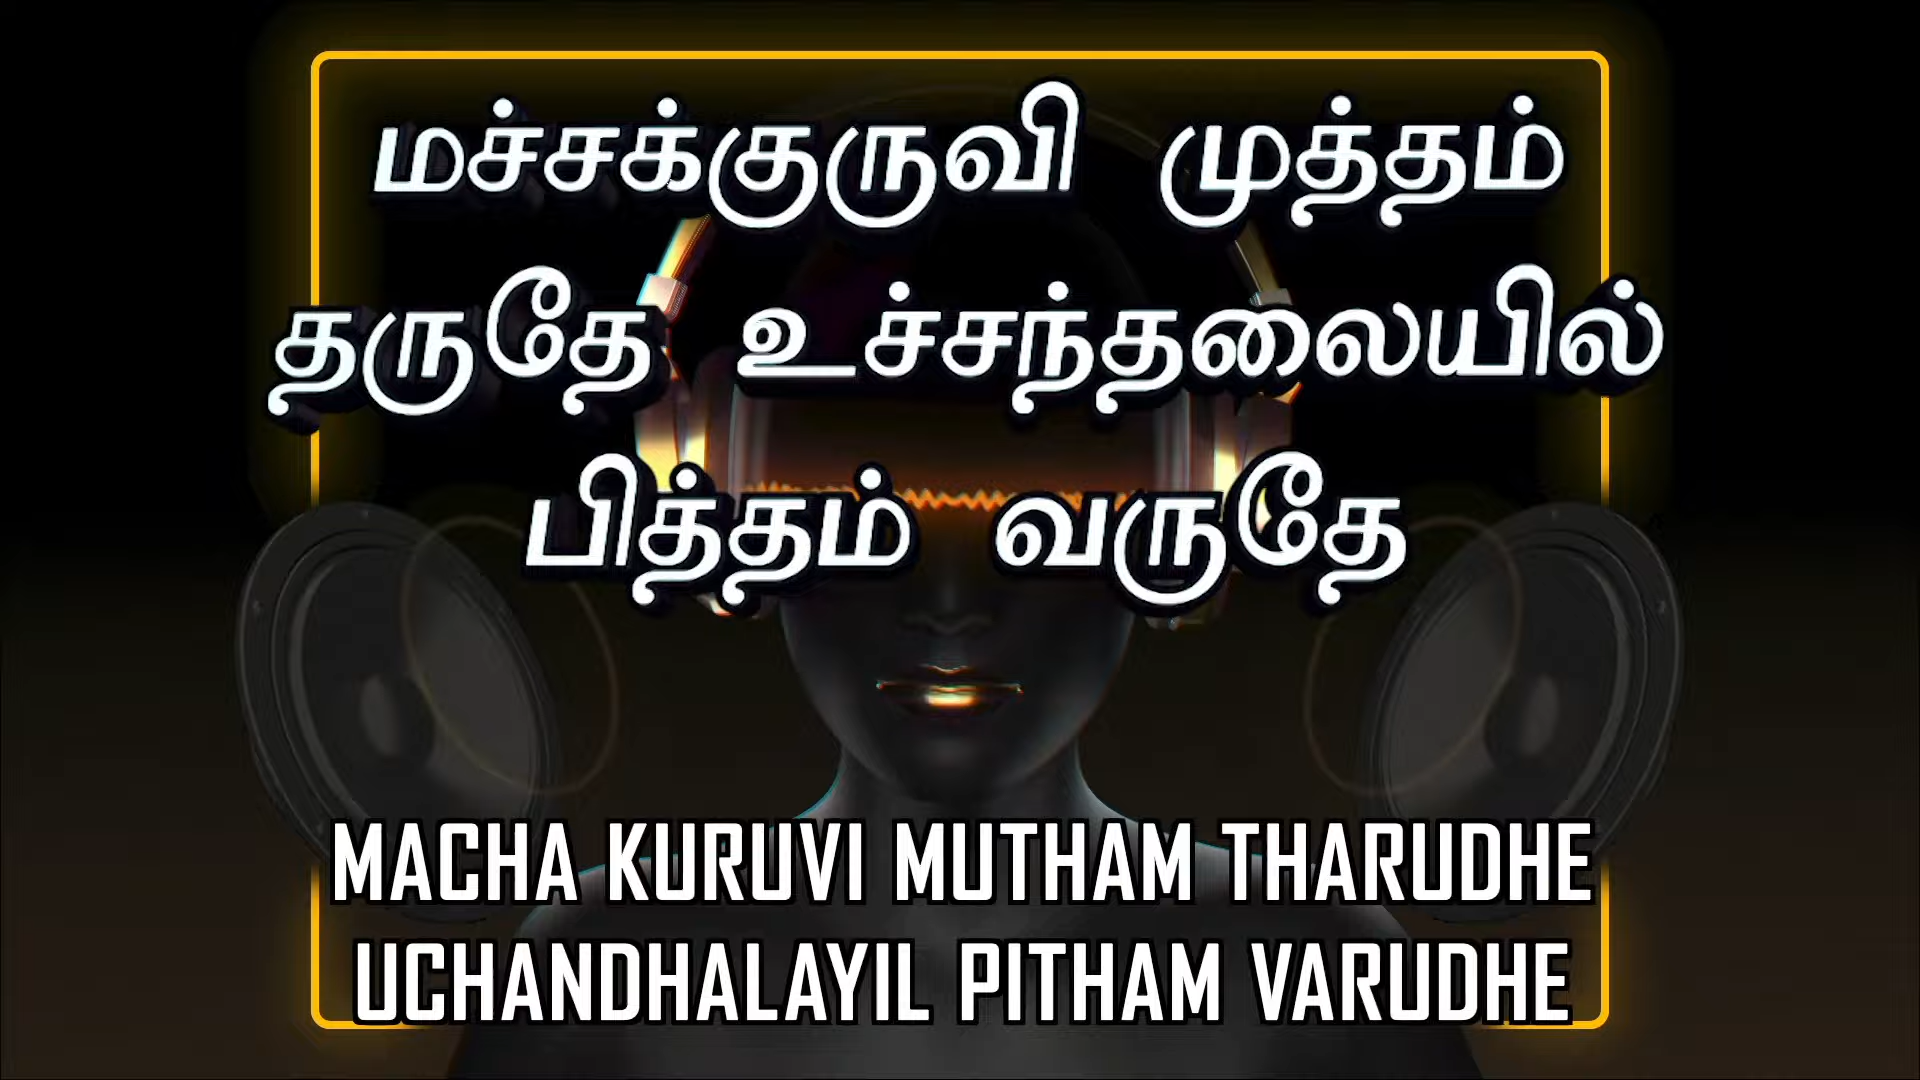 மச்சக்குருவி முத்தம்
தருதே உச்சந்தலையில்
பித்தம் வருதே
MACHA KURUVI MUTHAM THARUDHE
UCHANDHALAYIL PITHAM VARUDHE